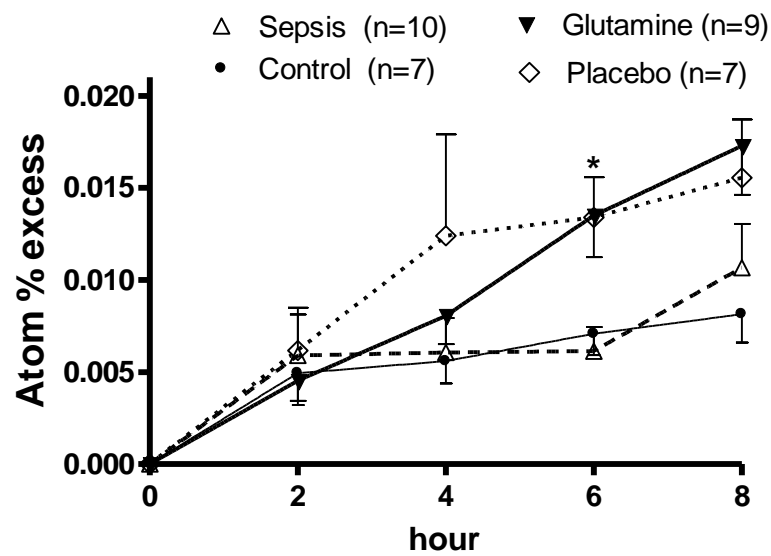 Sepsis (n=10) Glutamine (n=9)
Control (n=7) Placebo (n=7)
0.020
0.015
0.010
0.005
0.000
Atom % excess
*
0 2 4 6 8
hour